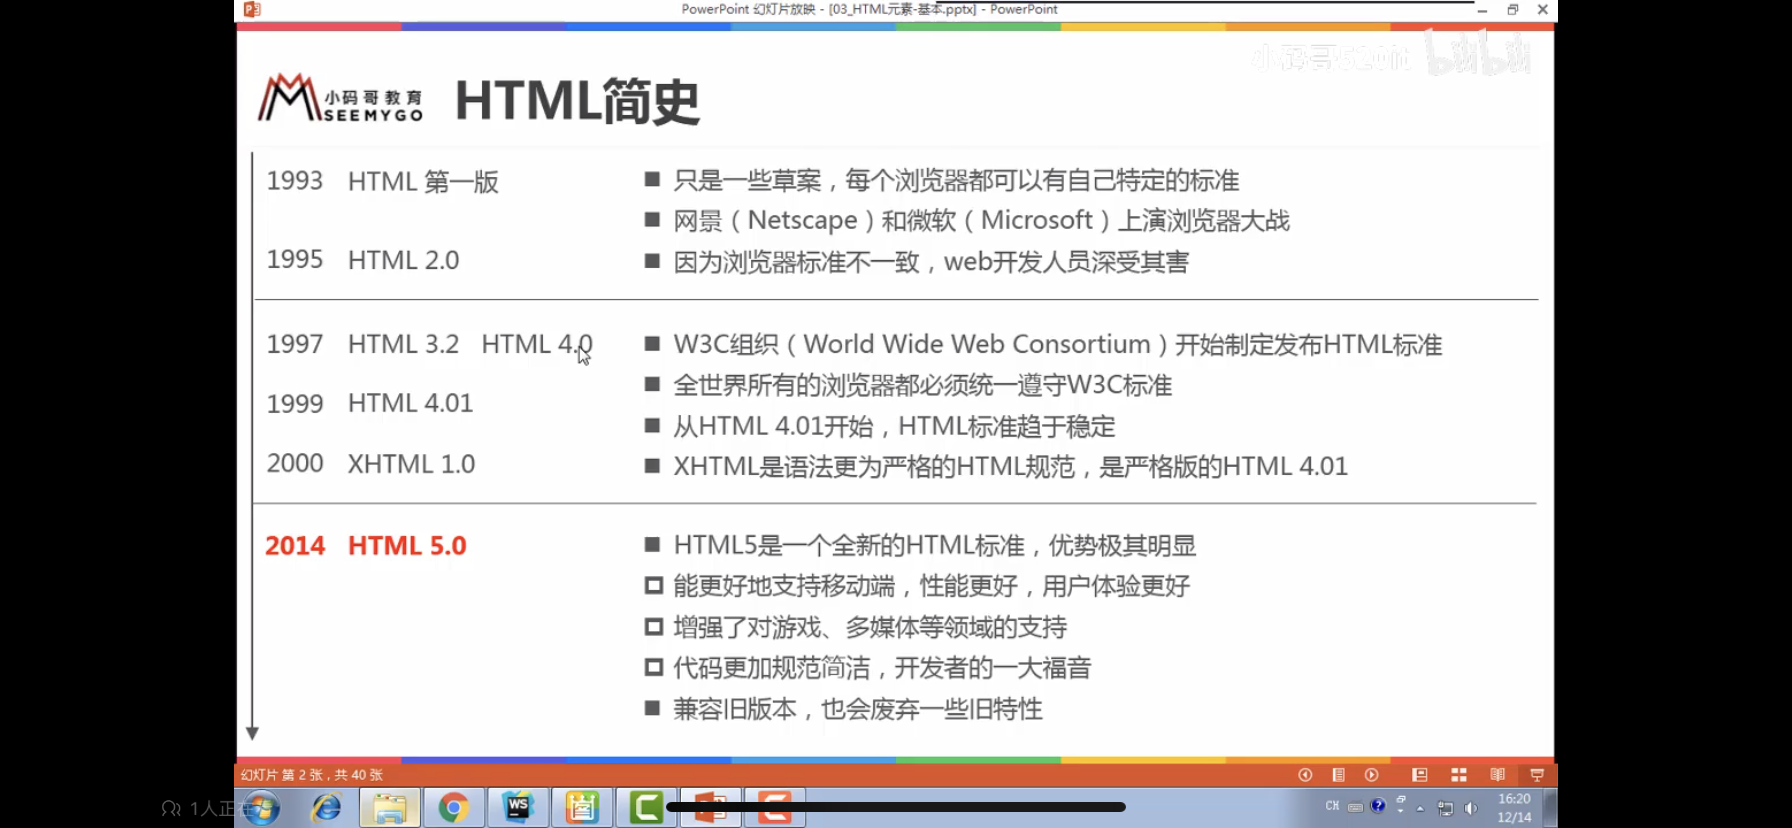 PowerPoint 幻灯片放映 - [03_HTML元素-基本.pptx] - PowerPoint
小码哥520it bilibili
小码哥教育
SEEMYGO
HTML简史
1993 HTML 第一版
■ 只是一些草案，每个浏览器都可以有自己特定的标准
■ 网景（Netscape）和微软（Microsoft）上演浏览器大战
1995 HTML 2.0
■ 因为浏览器标准不一致，web开发人员深受其害
1997 HTML 3.2 HTML 4.0
■ W3C组织（World Wide Web Consortium）开始制定发布HTML标准
■ 全世界所有的浏览器都必须统一遵守W3C标准
1999 HTML 4.01
■ 从HTML 4.01开始，HTML标准趋于稳定
2000 XHTML 1.0
■ XHTML是语法更为严格的HTML规范，是严格版的HTML 4.01
2014 HTML 5.0
■ HTML5是一个全新的HTML标准，优势极其明显
能更好地支持移动端，性能更好，用户体验更好
增强了对游戏、多媒体等领域的支持
代码更加规范简洁，开发者的一大福音
■ 兼容旧版本，也会废弃一些旧特性
幻灯片 第 2 张，共 40 张
1人正在
WS
CH
16:20
12/14